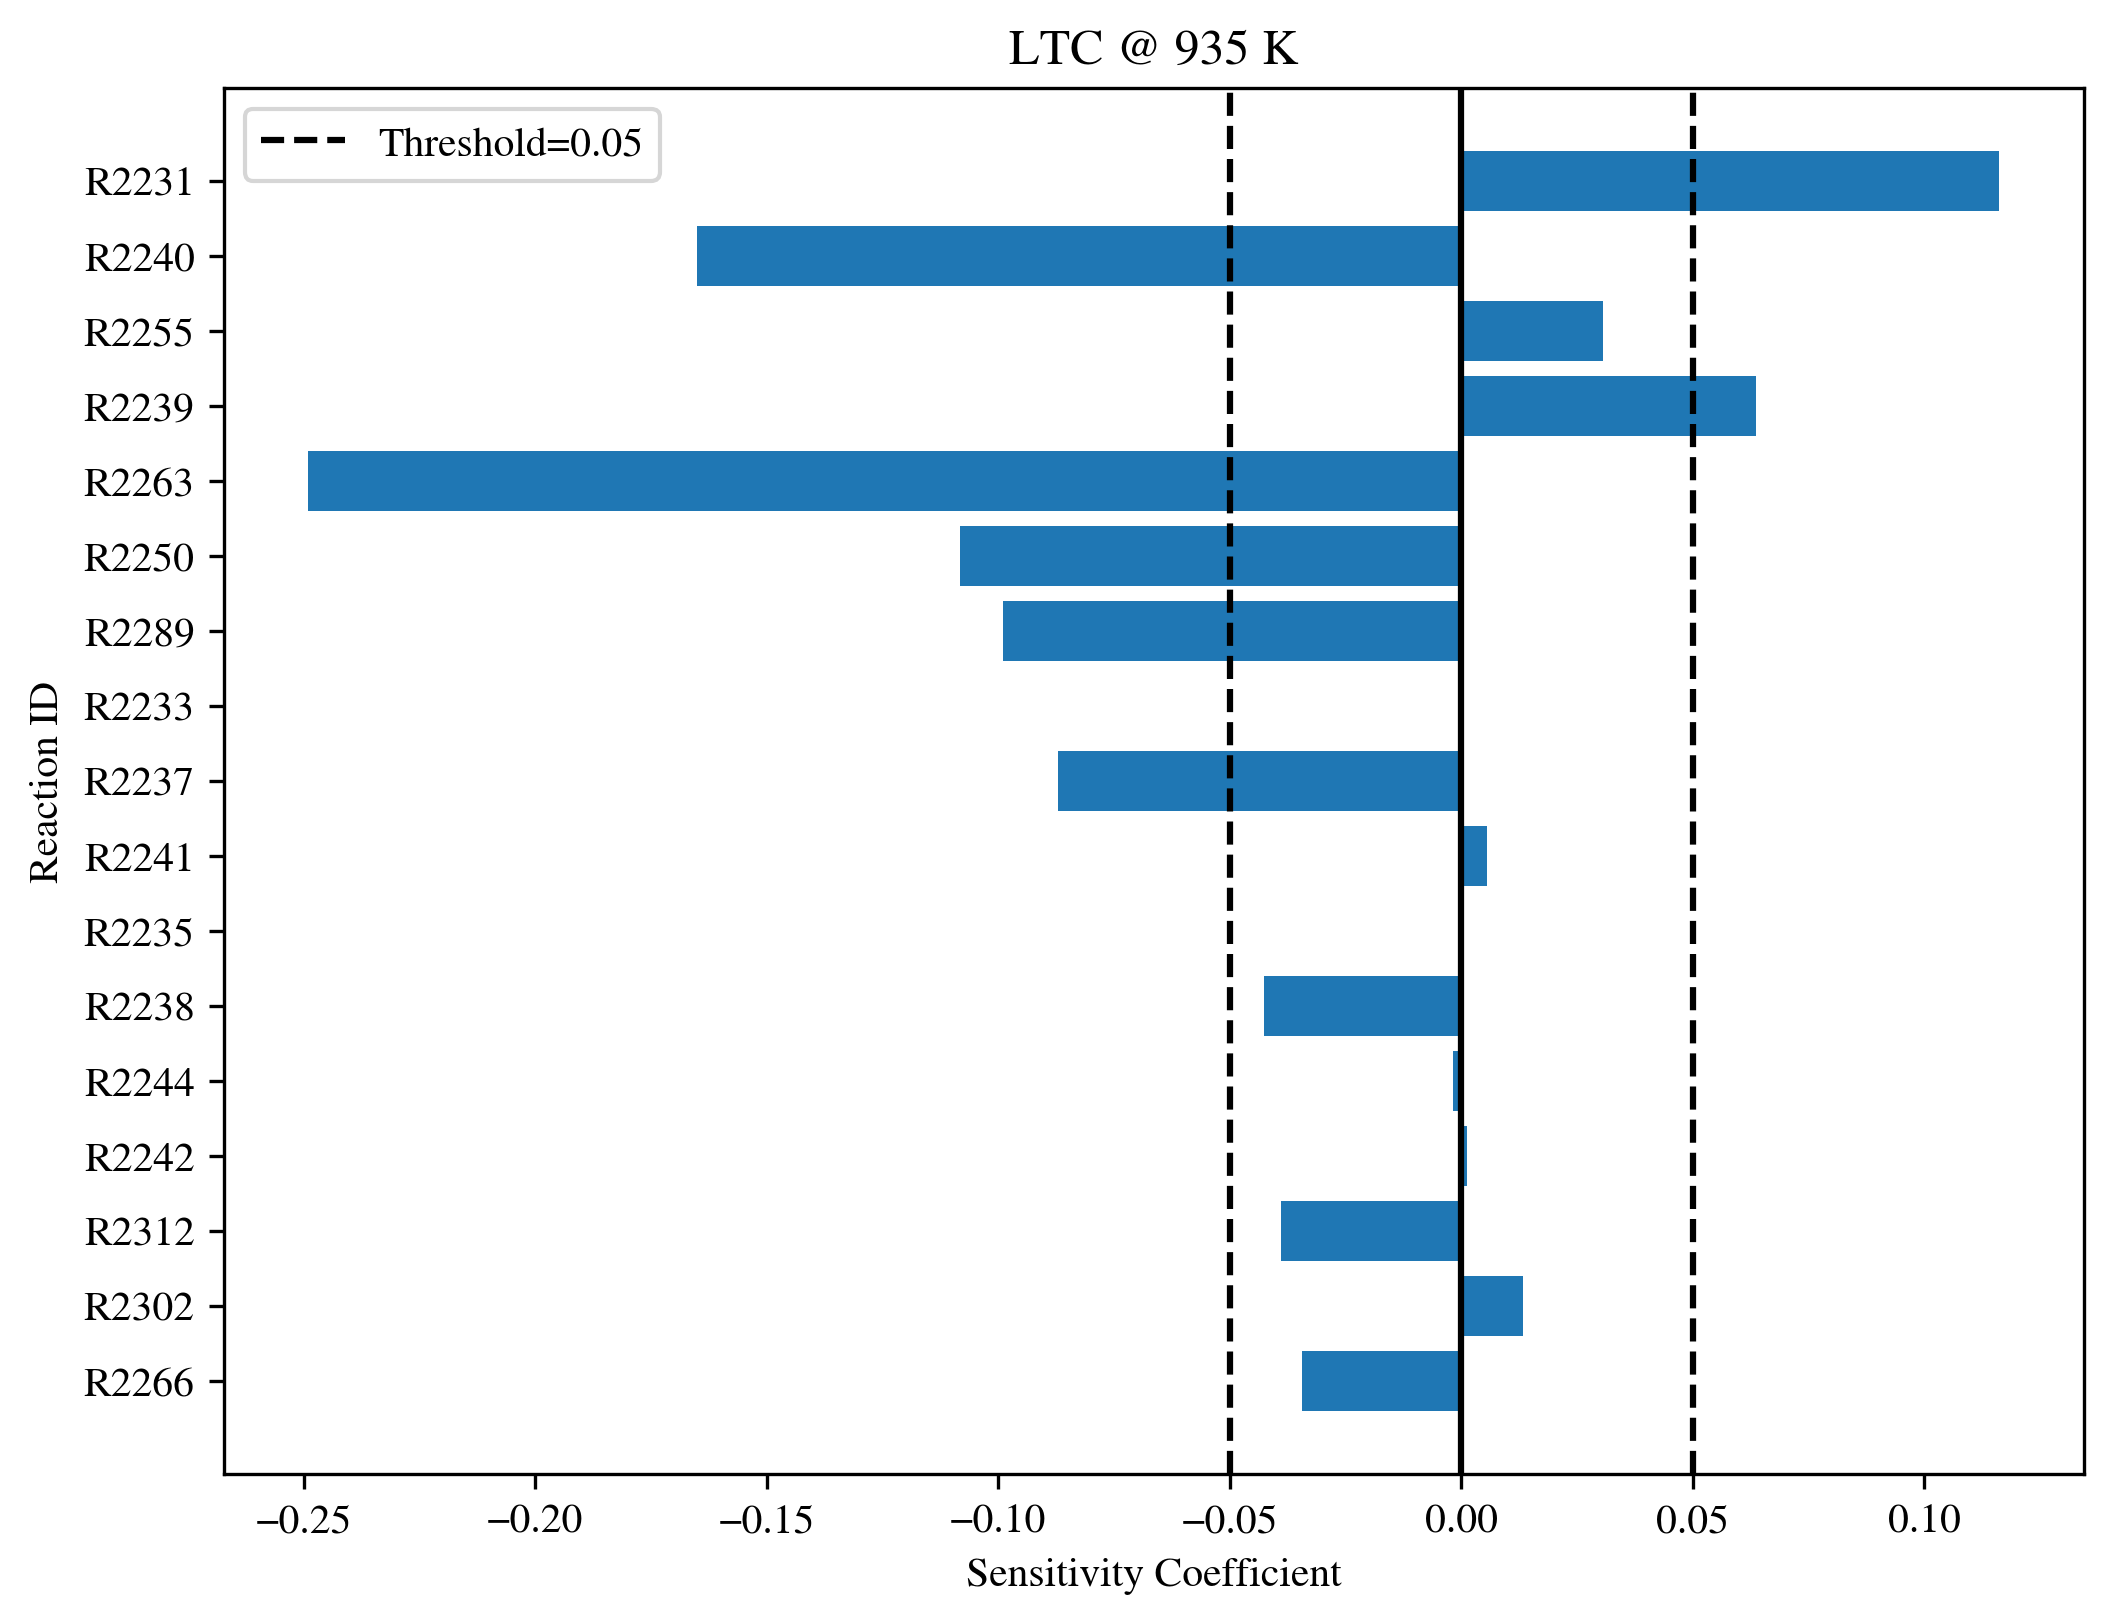 LTC @ 935 K
Threshold=0.05
R2231
R2240
R2255
R2239
R2263
R2250
R2289
R2233
R2237
R2241
R2235
R2238
R2244
R2242
R2312
R2302
R2266
Reaction ID
−0.25 −0.20 −0.15 −0.10 −0.05 0.00 0.05 0.10
Sensitivity Coefficient